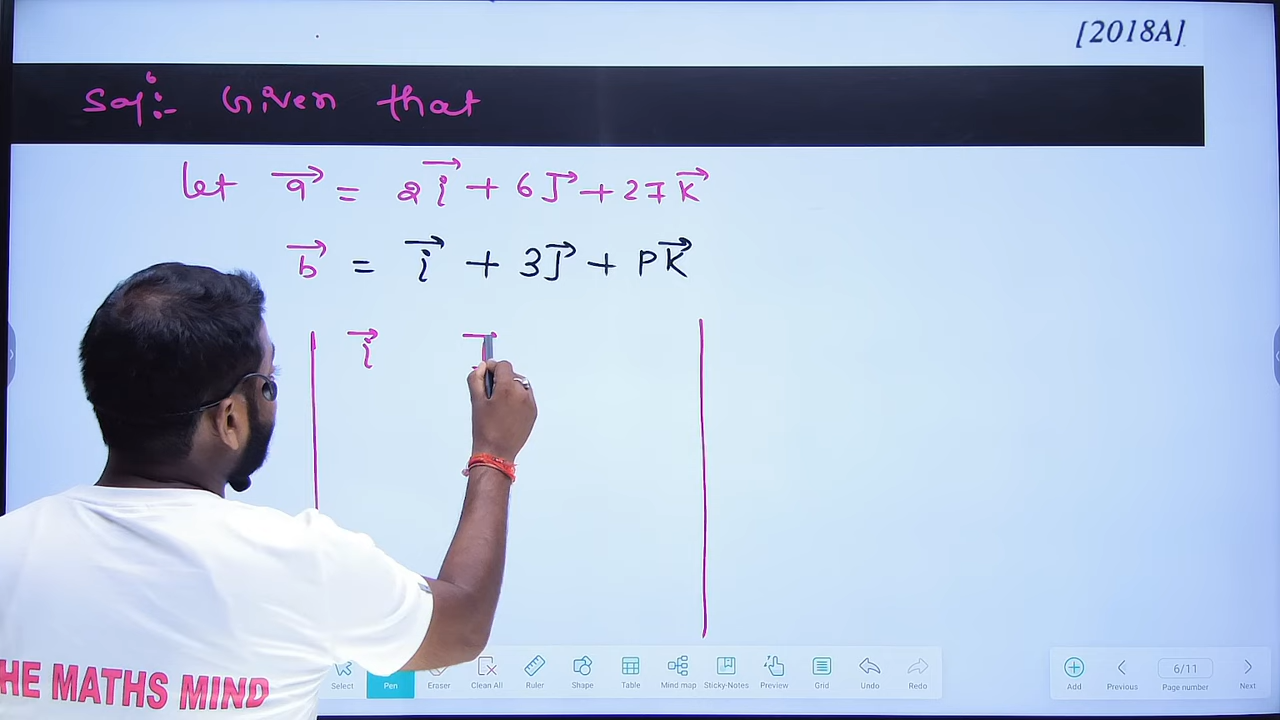 [2018A]
Sol:- Given that
let a⃗ = 2i⃗ + 6J⃗ + 27K⃗
b⃗ = i⃗ + 3J⃗ + PK⃗
i⃗
HE MATHS MIND
Select Pen Eraser Clean All Ruler Shape Table Mind map Sticky-Notes Preview Grid Undo Redo
Add Previous 6/11 Page number Next